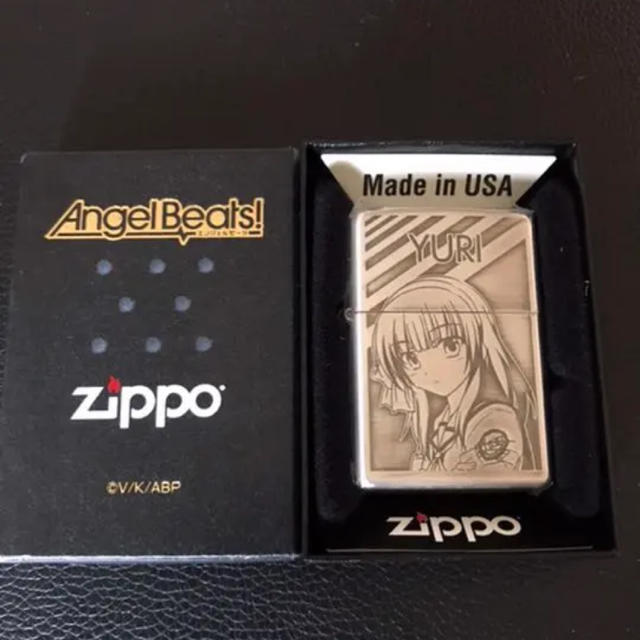 Angel Beats!
エンジェルビーツ
zippo
©V/K/ABP
Made in USA
YURI
zippo